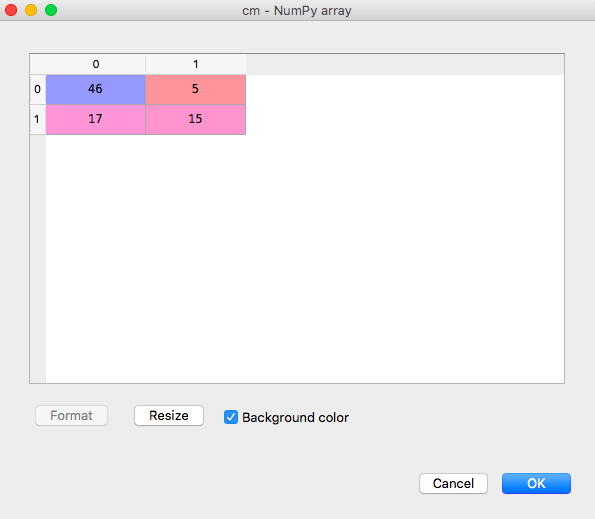 cm - NumPy array
0 1
0 46 5
1 17 15
Format Resize Background color
Cancel OK